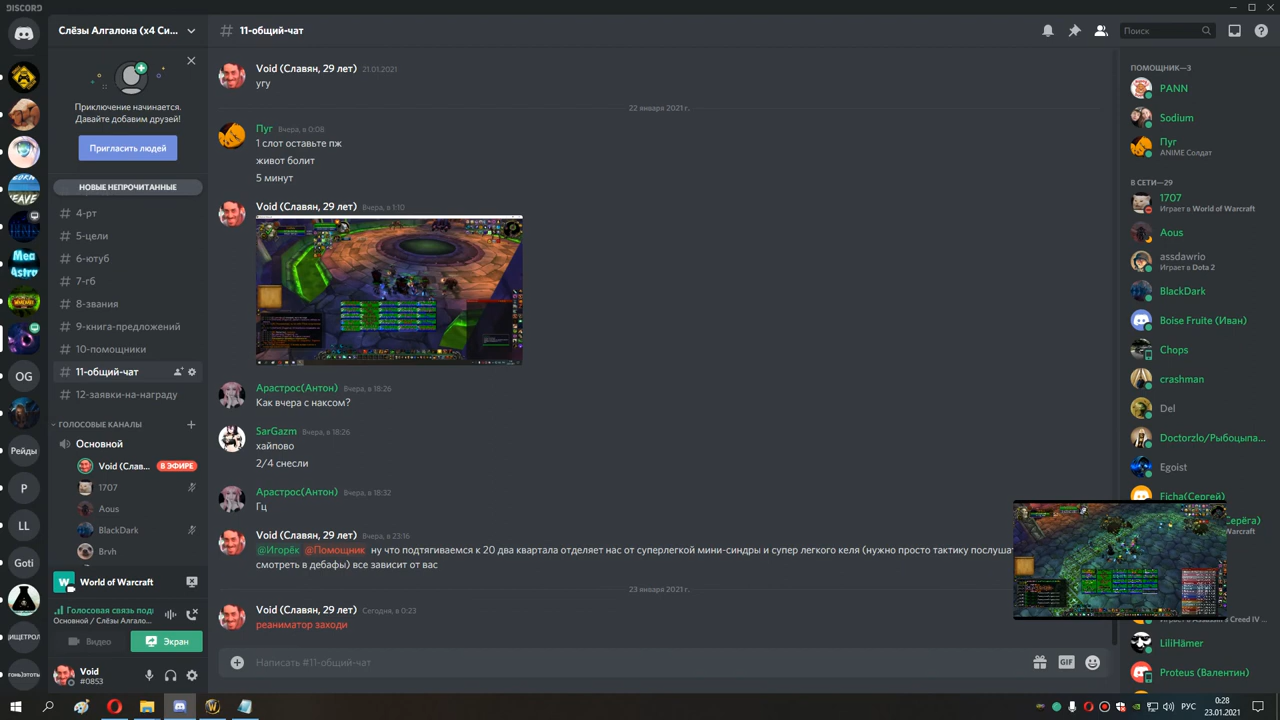 DISCORD
Слёзы Алгалона (x4 Си...
Приключение начинается.
Давайте добавим друзей!
Пригласить людей
НОВЫЕ НЕПРОЧИТАННЫЕ
# 4-рт
# 5-цели
# 6-ютуб
# 7-гб
# 8-звания
# 9-книга-предложений
# 10-помощники
# 11-общий-чат
# 12-заявки-на-награду
ГОЛОСОВЫЕ КАНАЛЫ
Основной
Void (Слав... В ЭФИРЕ
1707
Aous
BlackDark
Brvh
World of Warcraft
Голосовая связь под
Основной / Слёзы Алгало...
Видео
Экран
Void
#0853
Меа
Astro
OG
Рейды
P
LL
Goti
ИЩЕТРОЛ
# 11-общий-чат
Поиск
Void (Славян, 29 лет) 21.01.2021
угу
22 января 2021 г.
Пуг Вчера, в 0:08
1 слот оставьте пж
живот болит
5 минут
Void (Славян, 29 лет) Вчера, в 1:10
Арастрос(Антон) Вчера, в 18:26
Как вчера с наксом?
SarGazm Вчера, в 18:26
хайпово
2/4 снесли
Арастрос(Антон) Вчера, в 18:32
Гц
Void (Славян, 29 лет) Вчера, в 23:16
@Игорёк @Помощник ну что подтягиваемся к 20 два квартала отделяет нас от суперлегкой мини-синдры и супер легкого келя (нужно просто тактику послуша
смотреть в дебафы) все зависит от вас
23 января 2021 г.
Void (Славян, 29 лет) Сегодня, в 0:23
реаниматор заходи
Написать #11-общий-чат
GIF
ПОМОЩНИК—3
PANN
Sodium
Пуг
ANIME Солдат
В СЕТИ—29
1707
Играет в World of Warcraft
Aous
assdawrio
Играет в Dota 2
BlackDark
Boise Fruite (Иван)
Chops
crashman
Del
Doctorzlo/Рыбоцыпа...
Egoist
Ficha(Сергей)
Серёга)
Warcraft
Creed IV ...
LiliHämer
Proteus (Валентин)
РУС
0:28
23.01.2021